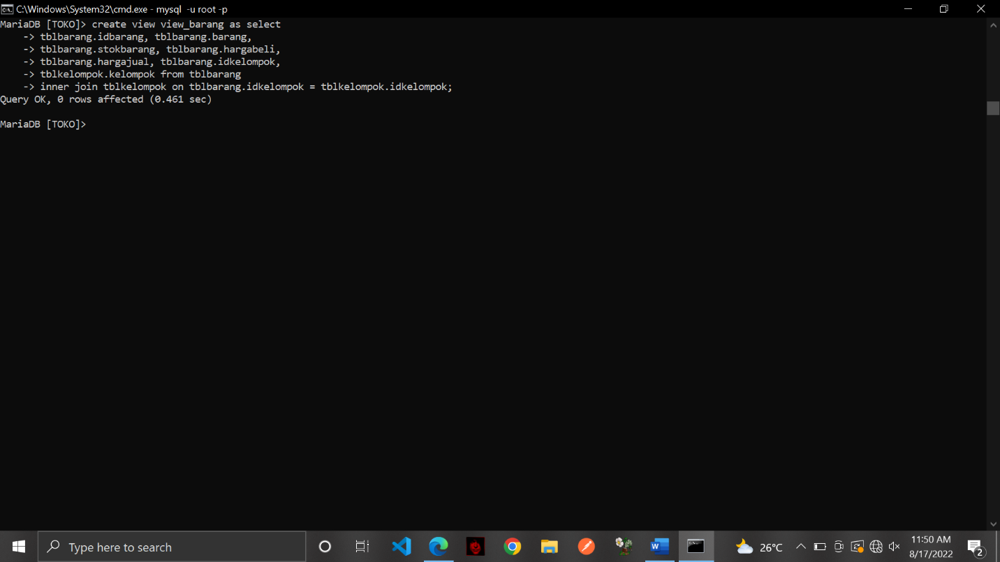 C:\Windows\System32\cmd.exe - mysql -u root -p
MariaDB [TOKO]> create view view_barang as select
    -> tblbarang.idbarang, tblbarang.barang,
    -> tblbarang.stokbarang, tblbarang.hargabeli,
    -> tblbarang.hargajual, tblbarang.idkelompok,
    -> tblkelompok.kelompok from tblbarang
    -> inner join tblkelompok on tblbarang.idkelompok = tblkelompok.idkelompok;
Query OK, 0 rows affected (0.461 sec)
MariaDB [TOKO]>
Type here to search
26°C
11:50 AM
8/17/2022
2